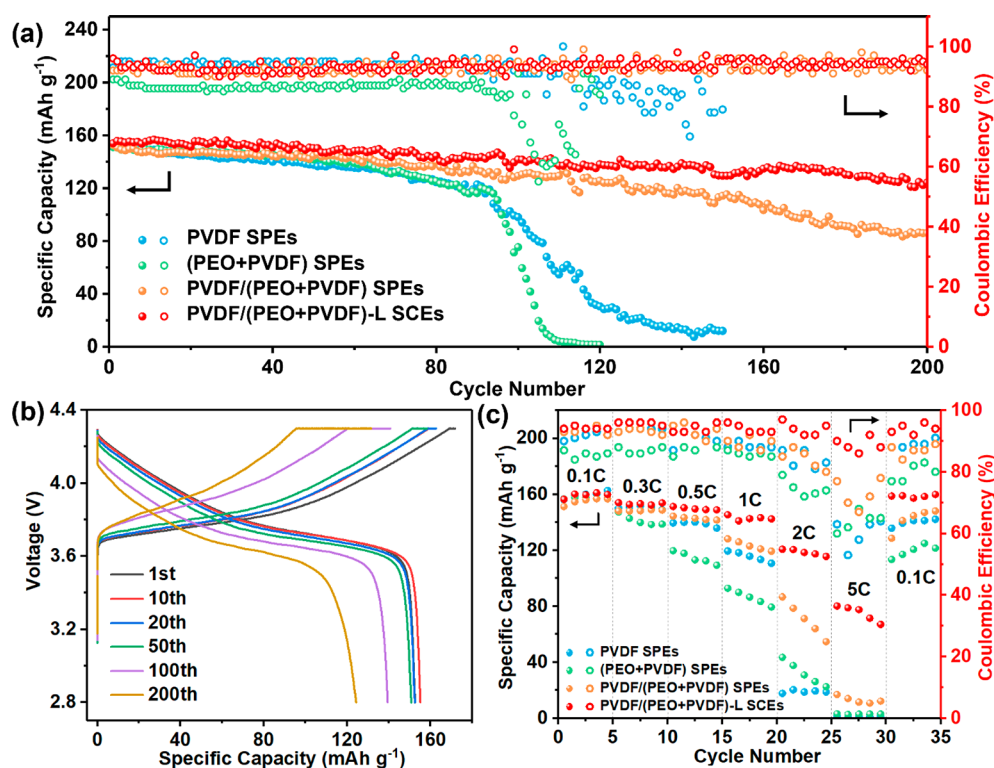 (a)
240
200
160
120
80
40
0
Specific Capacity (mAh g⁻¹)
PVDF SPEs
(PEO+PVDF) SPEs
PVDF/(PEO+PVDF) SPEs
PVDF/(PEO+PVDF)-L SCEs
0 40 80 120 160 200
Cycle Number
100
80
60
40
20
0
Coulombic Efficiency (%)
(b)
4.4
4.0
3.6
3.2
2.8
Voltage (V)
1st
10th
20th
50th
100th
200th
0 40 80 120 160
Specific Capacity (mAh g⁻¹)
(c)
200
160
120
80
40
0
Specific Capacity (mAh g⁻¹)
0.1C
0.3C
0.5C
1C
2C
5C
0.1C
PVDF SPEs
(PEO+PVDF) SPEs
PVDF/(PEO+PVDF) SPEs
PVDF/(PEO+PVDF)-L SCEs
0 5 10 15 20 25 30 35
Cycle Number
100
80
60
40
20
0
Coulombic Efficiency (%)